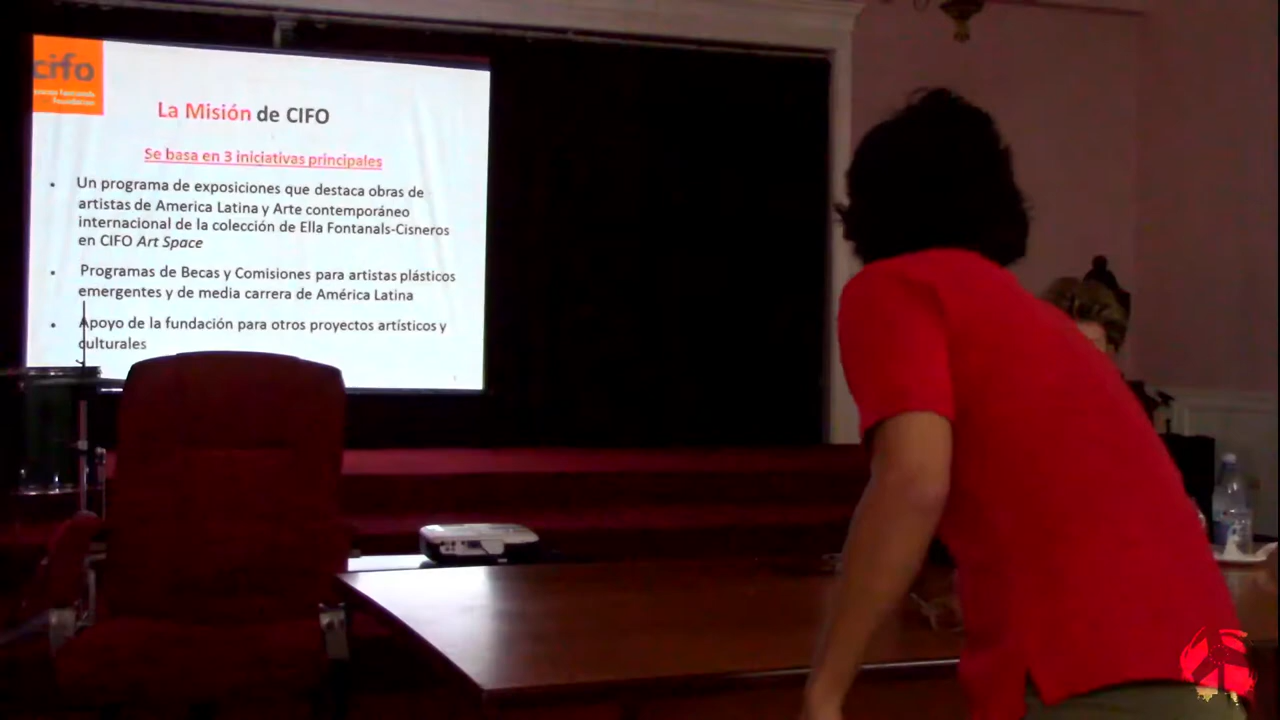 cifo
La Misión de CIFO
Se basa en 3 iniciativas principales
• Un programa de exposiciones que destaca obras de
artistas de America Latina y Arte contemporáneo
internacional de la colección de Ella Fontanals-Cisneros
en CIFO Art Space
• Programas de Becas y Comisiones para artistas plásticos
emergentes y de media carrera de América Latina
• Apoyo de la fundación para otros proyectos artísticos y
culturales